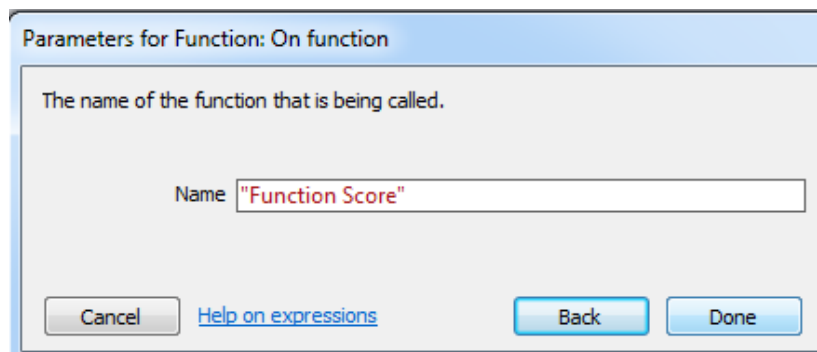 Parameters for Function: On function
The name of the function that is being called.
Name "Function Score"
Cancel Help on expressions Back Done